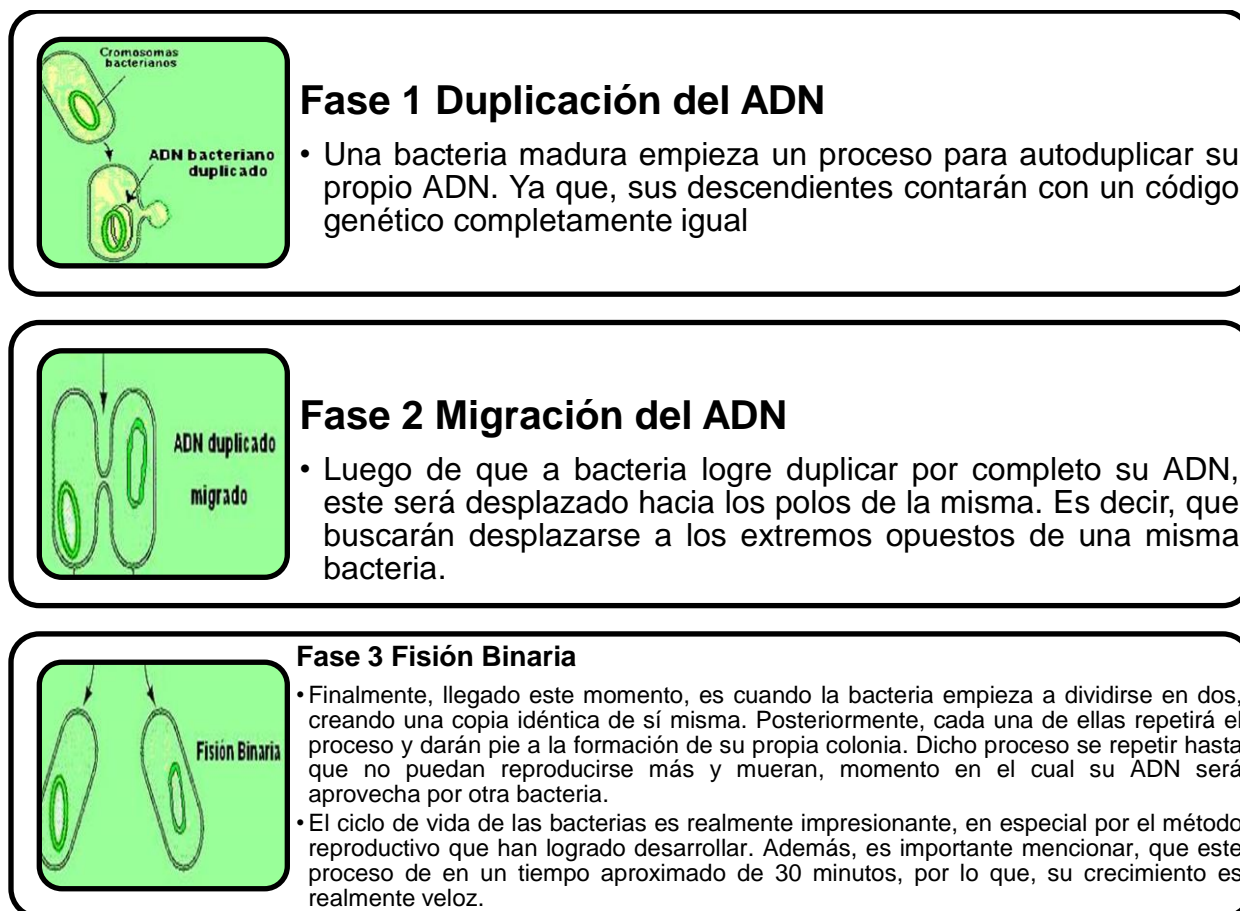 Cromosomas
bacterianos
ADN bacteriano
duplicado
Fase 1 Duplicación del ADN
• Una bacteria madura empieza un proceso para autoduplicar su
propio ADN. Ya que, sus descendientes contarán con un código
genético completamente igual
ADN duplicado
migrado
Fase 2 Migración del ADN
• Luego de que a bacteria logre duplicar por completo su ADN,
este será desplazado hacia los polos de la misma. Es decir, que
buscarán desplazarse a los extremos opuestos de una misma
bacteria.
Fisión Binaria
Fase 3 Fisión Binaria
• Finalmente, llegado este momento, es cuando la bacteria empieza a dividirse en dos,
creando una copia idéntica de sí misma. Posteriormente, cada una de ellas repetirá el
proceso y darán pie a la formación de su propia colonia. Dicho proceso se repetir hasta
que no puedan reproducirse más y mueran, momento en el cual su ADN será
aprovecha por otra bacteria.
• El ciclo de vida de las bacterias es realmente impresionante, en especial por el método
reproductivo que han logrado desarrollar. Además, es importante mencionar, que este
proceso de en un tiempo aproximado de 30 minutos, por lo que, su crecimiento es
realmente veloz.